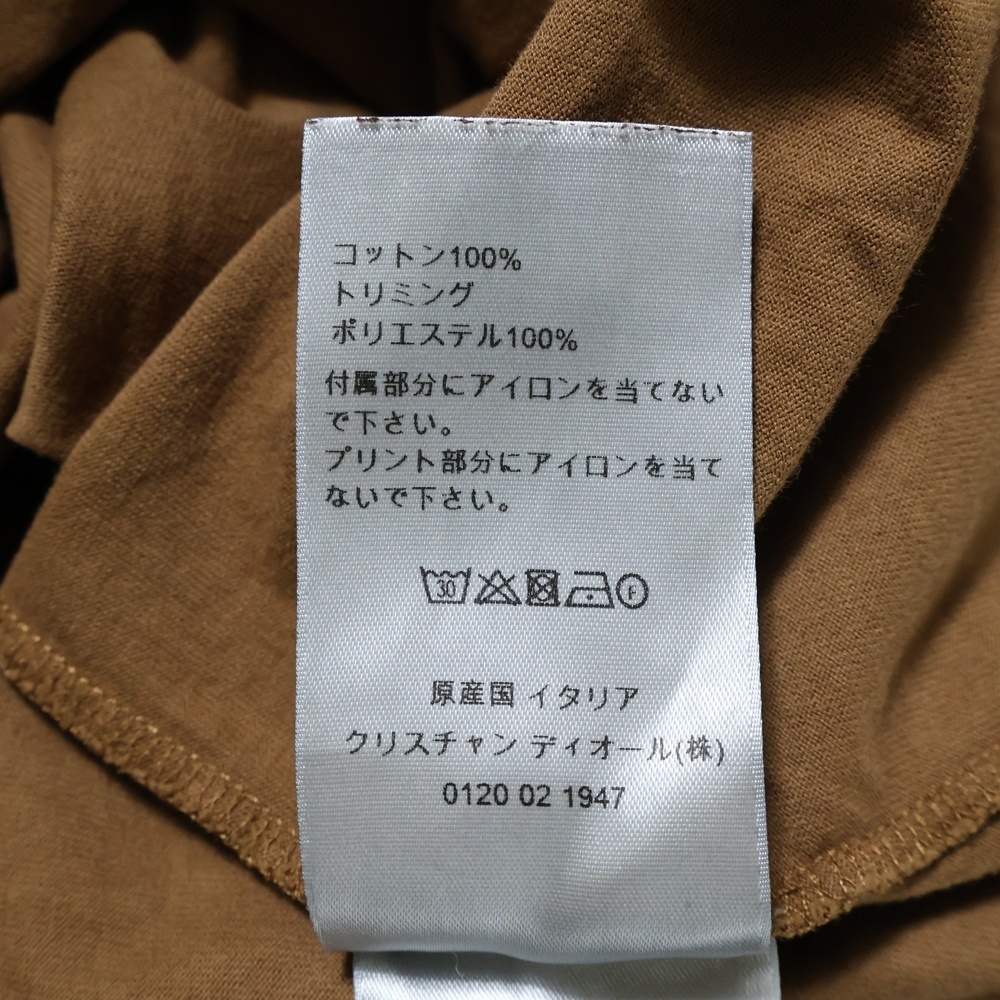 コットン100%
トリミング
ポリエステル100%
付属部分にアイロンを当てない
で下さい。
プリント部分にアイロンを当て
ないで下さい。
30 F
原産国 イタリア
クリスチャン ディオール(株)
0120 02 1947